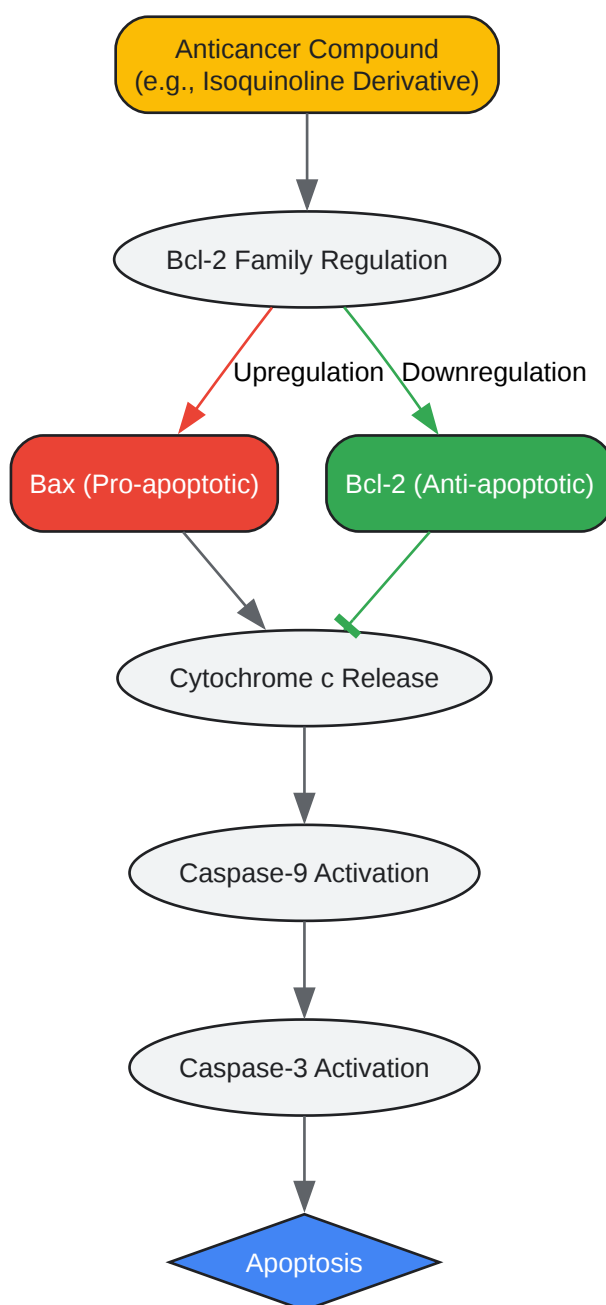 Anticancer Compound
(e.g., Isoquinoline Derivative)
Bcl-2 Family Regulation
Upregulation
Downregulation
Bax (Pro-apoptotic)
Bcl-2 (Anti-apoptotic)
Cytochrome c Release
Caspase-9 Activation
Caspase-3 Activation
Apoptosis